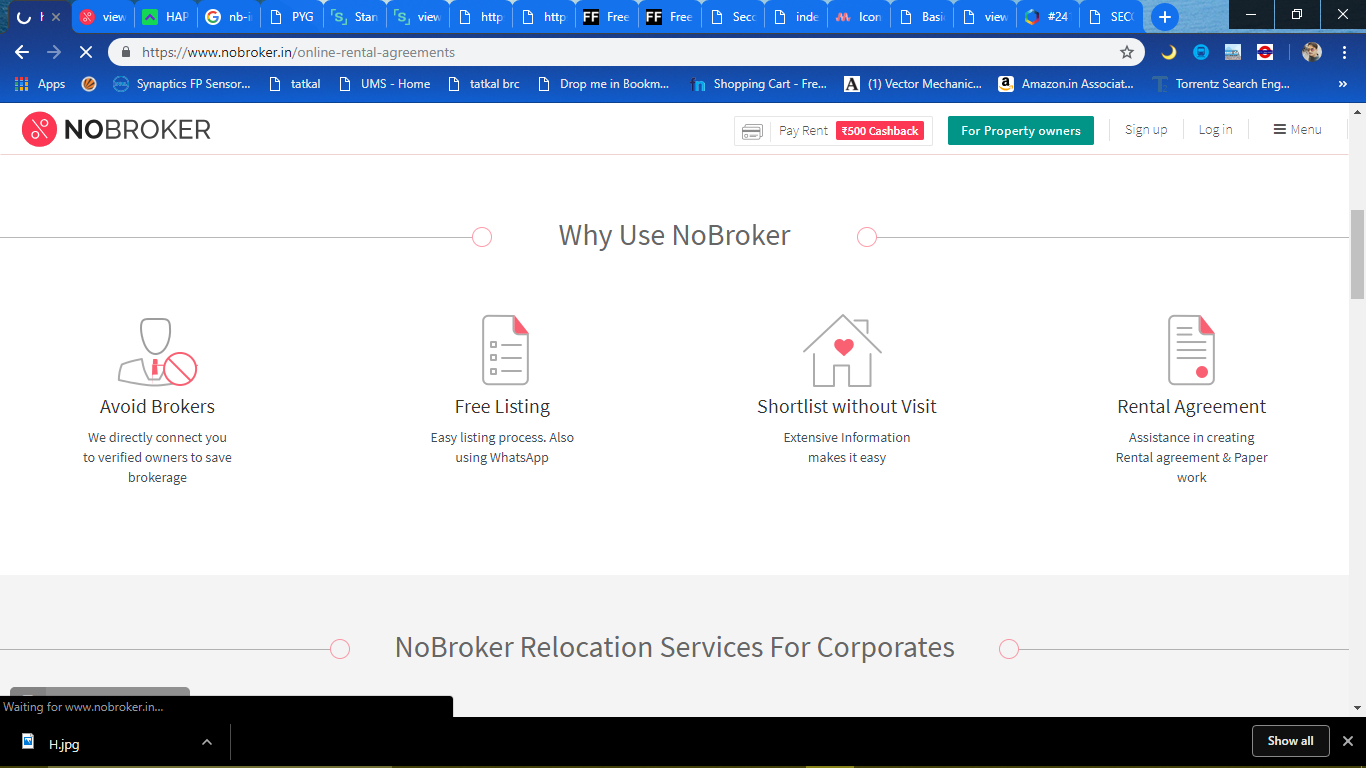 view
HAP
nb-i
PYG
Stan
view
http
http
FF Free
FF Free
Secc
inde
Icon
Basi
view
#24
SECC
https://www.nobroker.in/online-rental-agreements
Apps
Synaptics FP Sensor...
tatkal
UMS - Home
tatkal brc
Drop me in Bookm...
Shopping Cart - Fre...
(1) Vector Mechanic...
Amazon.in Associat...
Torrentz Search Eng...
»
NOBROKER
Pay Rent ₹500 Cashback
For Property owners
Sign up
Log in
Menu
Why Use NoBroker
Avoid Brokers
We directly connect you
to verified owners to save
brokerage
Free Listing
Easy listing process. Also
using WhatsApp
Shortlist without Visit
Extensive Information
makes it easy
Rental Agreement
Assistance in creating
Rental agreement & Paper
work
NoBroker Relocation Services For Corporates
Waiting for www.nobroker.in...
H.jpg
Show all